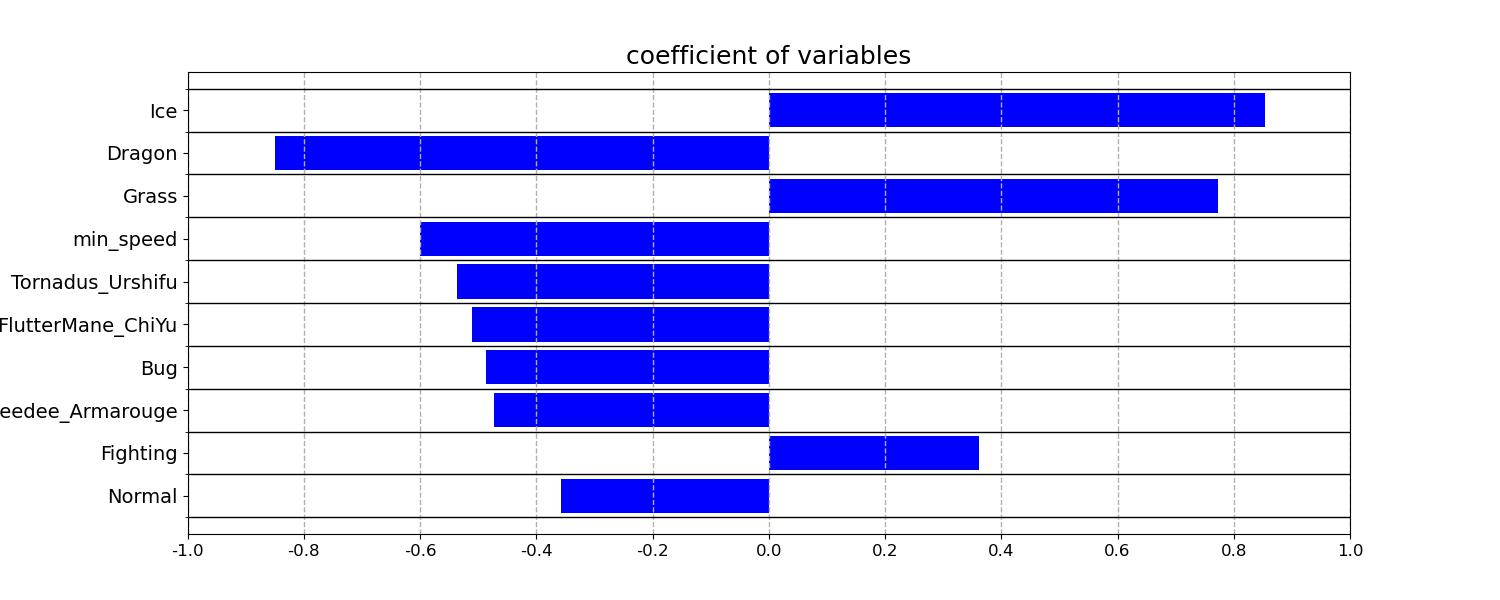 coefficient of variables
Ice
Dragon
Grass
min_speed
Tornadus_Urshifu
FlutterMane_ChiYu
Bug
eedee_Armarouge
Fighting
Normal
-1.0 -0.8 -0.6 -0.4 -0.2 0.0 0.2 0.4 0.6 0.8 1.0